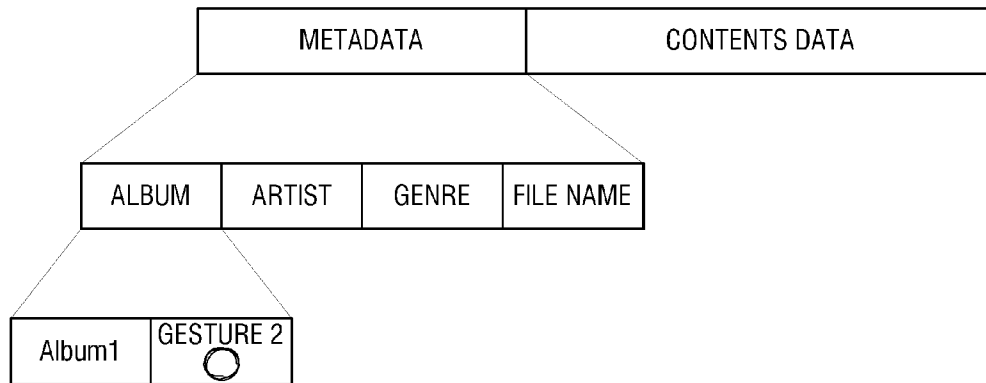 METADATA CONTENTS DATA
ALBUM ARTIST GENRE FILE NAME
Album1 GESTURE 2